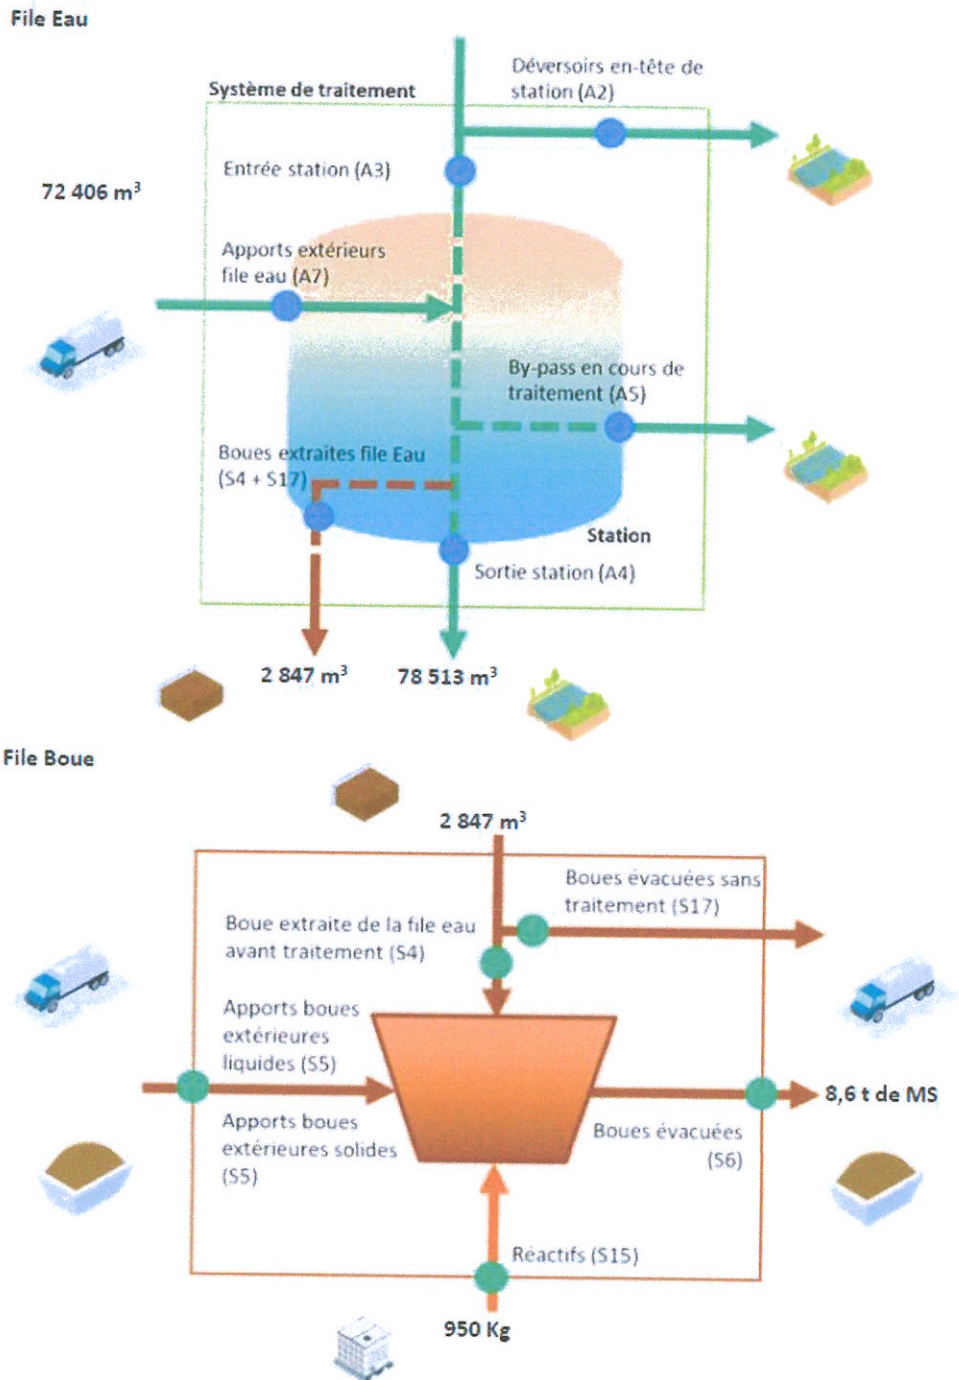 File Eau
Déversoirs en-tête de
station (A2)
Système de traitement
Entrée station (A3)
72 406 m³
Apports extérieurs
file eau (A7)
By-pass en cours de
traitement (A5)
Boues extraites file Eau
(S4 + S17)
Station
Sortie station (A4)
2 847 m³
78 513 m³
File Boue
2 847 m³
Boues évacuées sans
traitement (S17)
Boue extraite de la file eau
avant traitement (S4)
Apports boues
extérieures
liquides (S5)
8,6 t de MS
Apports boues
extérieures solides
(S5)
Boues évacuées
(S6)
Réactifs (S15)
950 Kg